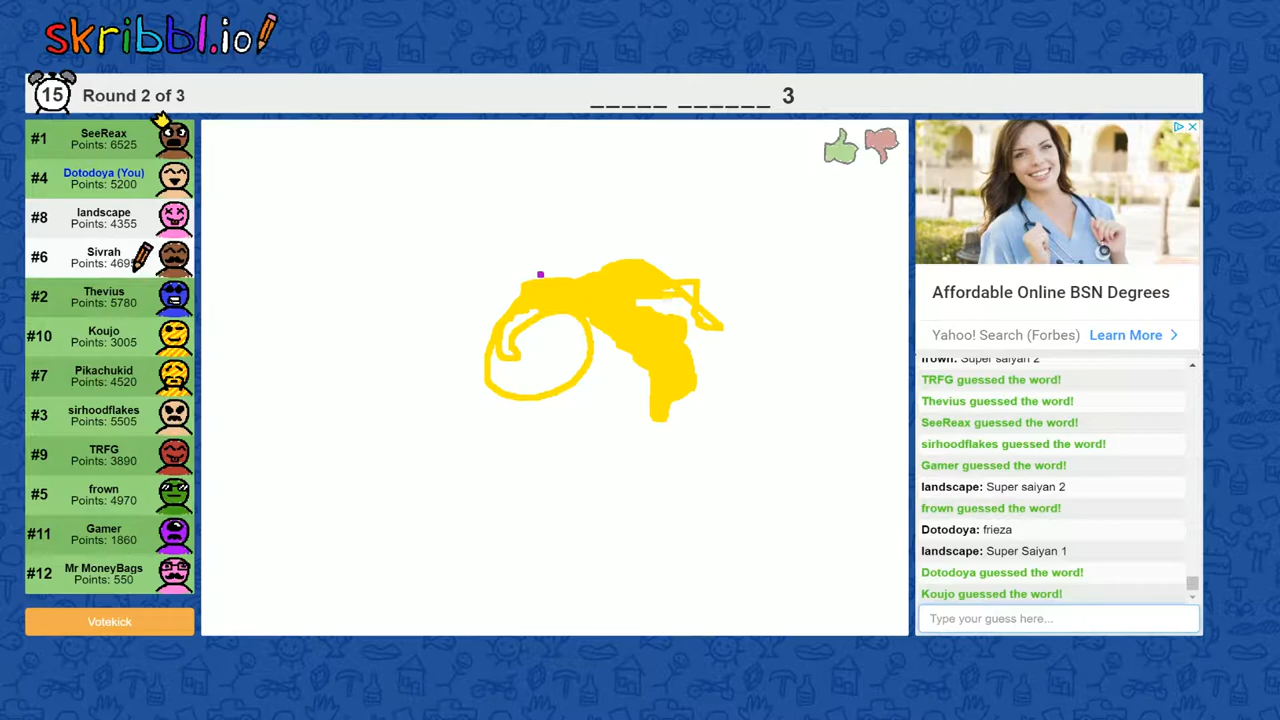 skribbl.io!
15
Round 2 of 3
_____ ______ 3
#1
SeeReax
Points: 6525
#4
Dotodoya (You)
Points: 5200
#8
landscape
Points: 4355
#6
Sivrah
Points: 4695
#2
Thevius
Points: 5780
#10
Koujo
Points: 3005
#7
Pikachukid
Points: 4520
#3
sirhoodflakes
Points: 5505
#9
TRFG
Points: 3890
#5
frown
Points: 4970
#11
Gamer
Points: 1860
#12
Mr MoneyBags
Points: 550
Votekick
Affordable Online BSN Degrees
Yahoo! Search (Forbes)
Learn More
frown: Super saiyan 2
TRFG guessed the word!
Thevius guessed the word!
SeeReax guessed the word!
sirhoodflakes guessed the word!
Gamer guessed the word!
landscape: Super saiyan 2
frown guessed the word!
Dotodoya: frieza
landscape: Super Saiyan 1
Dotodoya guessed the word!
Koujo guessed the word!
Type your guess here...